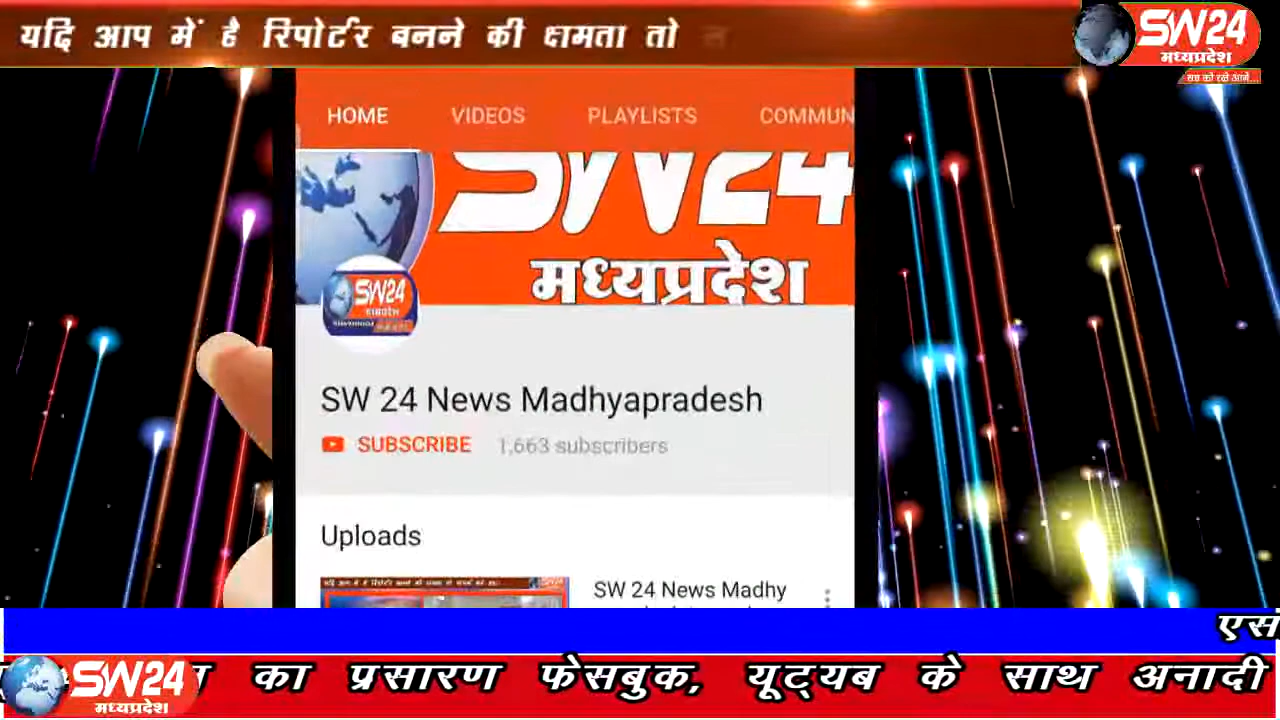 यदि आप में है रिपोर्टर बनने की क्षमता तो
SW24
मध्यप्रदेश
HOME VIDEOS PLAYLISTS COMMUN
SW24
मध्यप्रदेश
SW24
SW 24 News Madhyapradesh
SUBSCRIBE 1,663 subscribers
Uploads
SW 24 News Madhy
एस
का प्रसारण फेसबुक, यूट्यब के साथ अनादी
SW24
मध्यप्रदेश